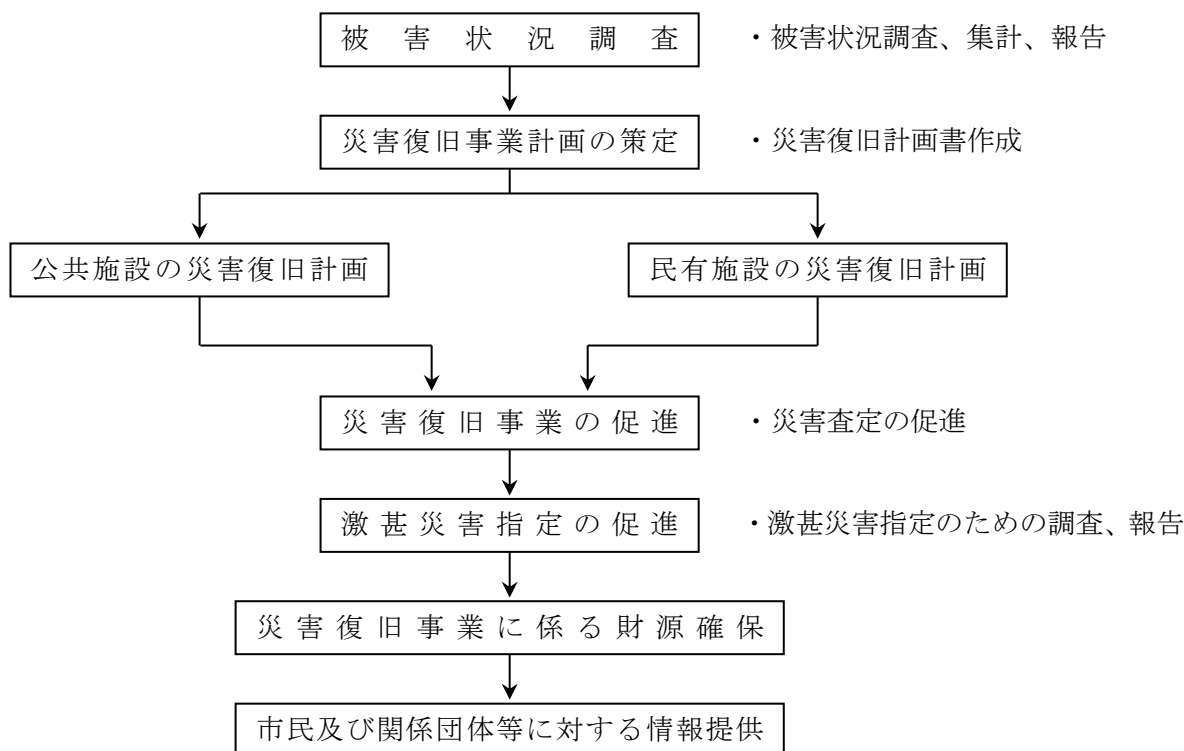 被害状況調査
・被害状況調査、集計、報告
災害復旧事業計画の策定
・災害復旧計画書作成
公共施設の災害復旧計画
民有施設の災害復旧計画
災害復旧事業の促進
・災害査定の促進
激甚災害指定の促進
・激甚災害指定のための調査、報告
災害復旧事業に係る財源確保
市民及び関係団体等に対する情報提供